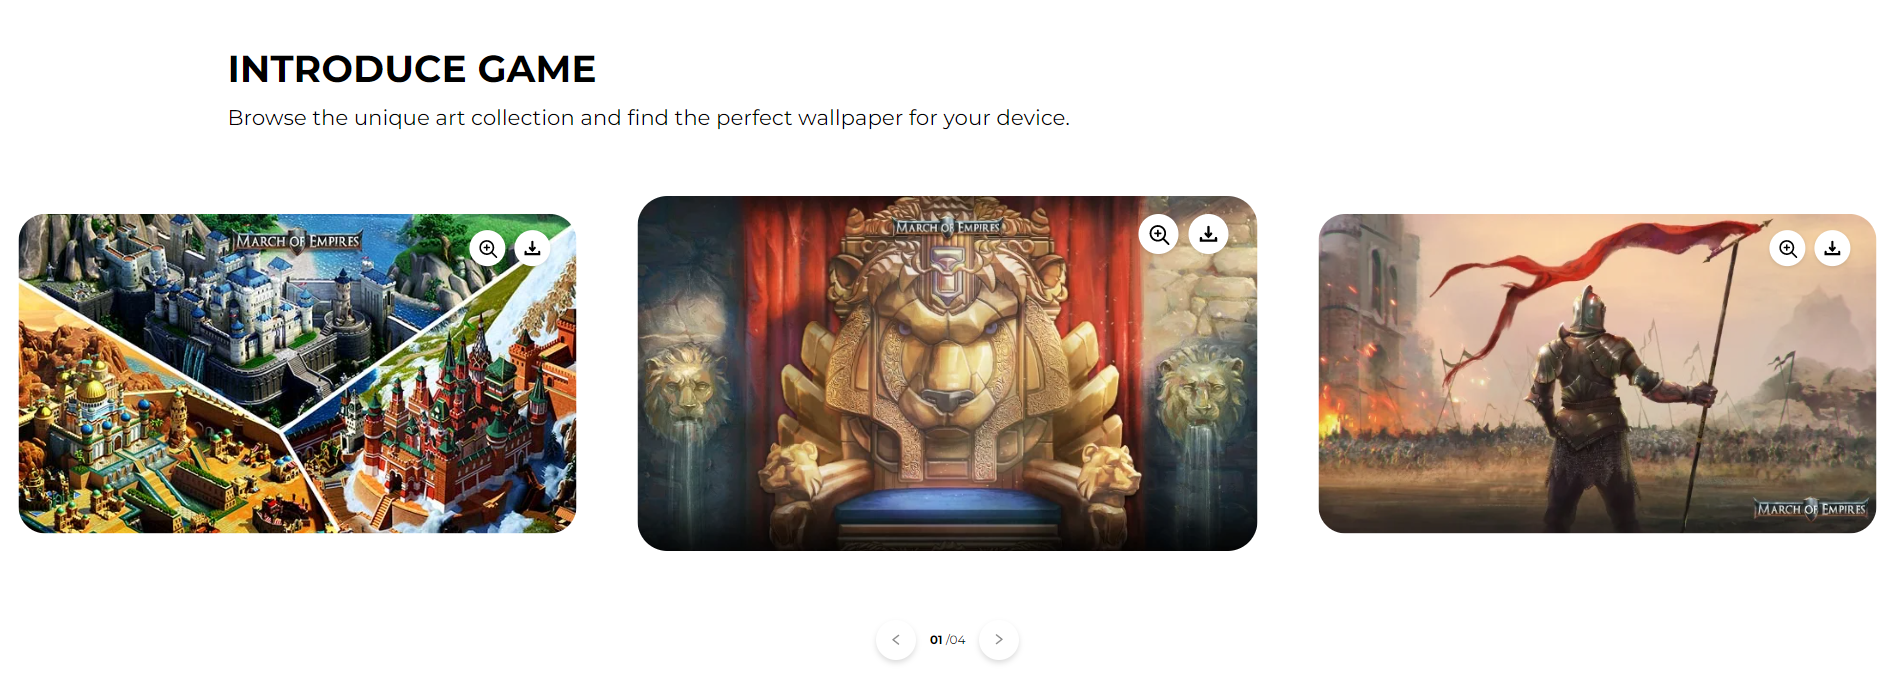 INTRODUCE GAME
Browse the unique art collection and find the perfect wallpaper for your device.
MARCH OF EMPIRES
MARCH OF EMPIRES
MARCH OF EMPIRES
01 /04